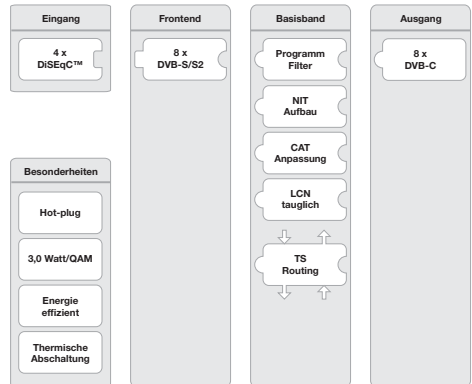 Eingang
4 x
DiSEqC™
Besonderheiten
Hot-plug
3,0 Watt/QAM
Energie
effizient
Thermische
Abschaltung
Frontend
8 x
DVB-S/S2
Basisband
Programm
Filter
NIT
Aufbau
CAT
Anpassung
LCN
tauglich
TS
Routing
Ausgang
8 x
DVB-C